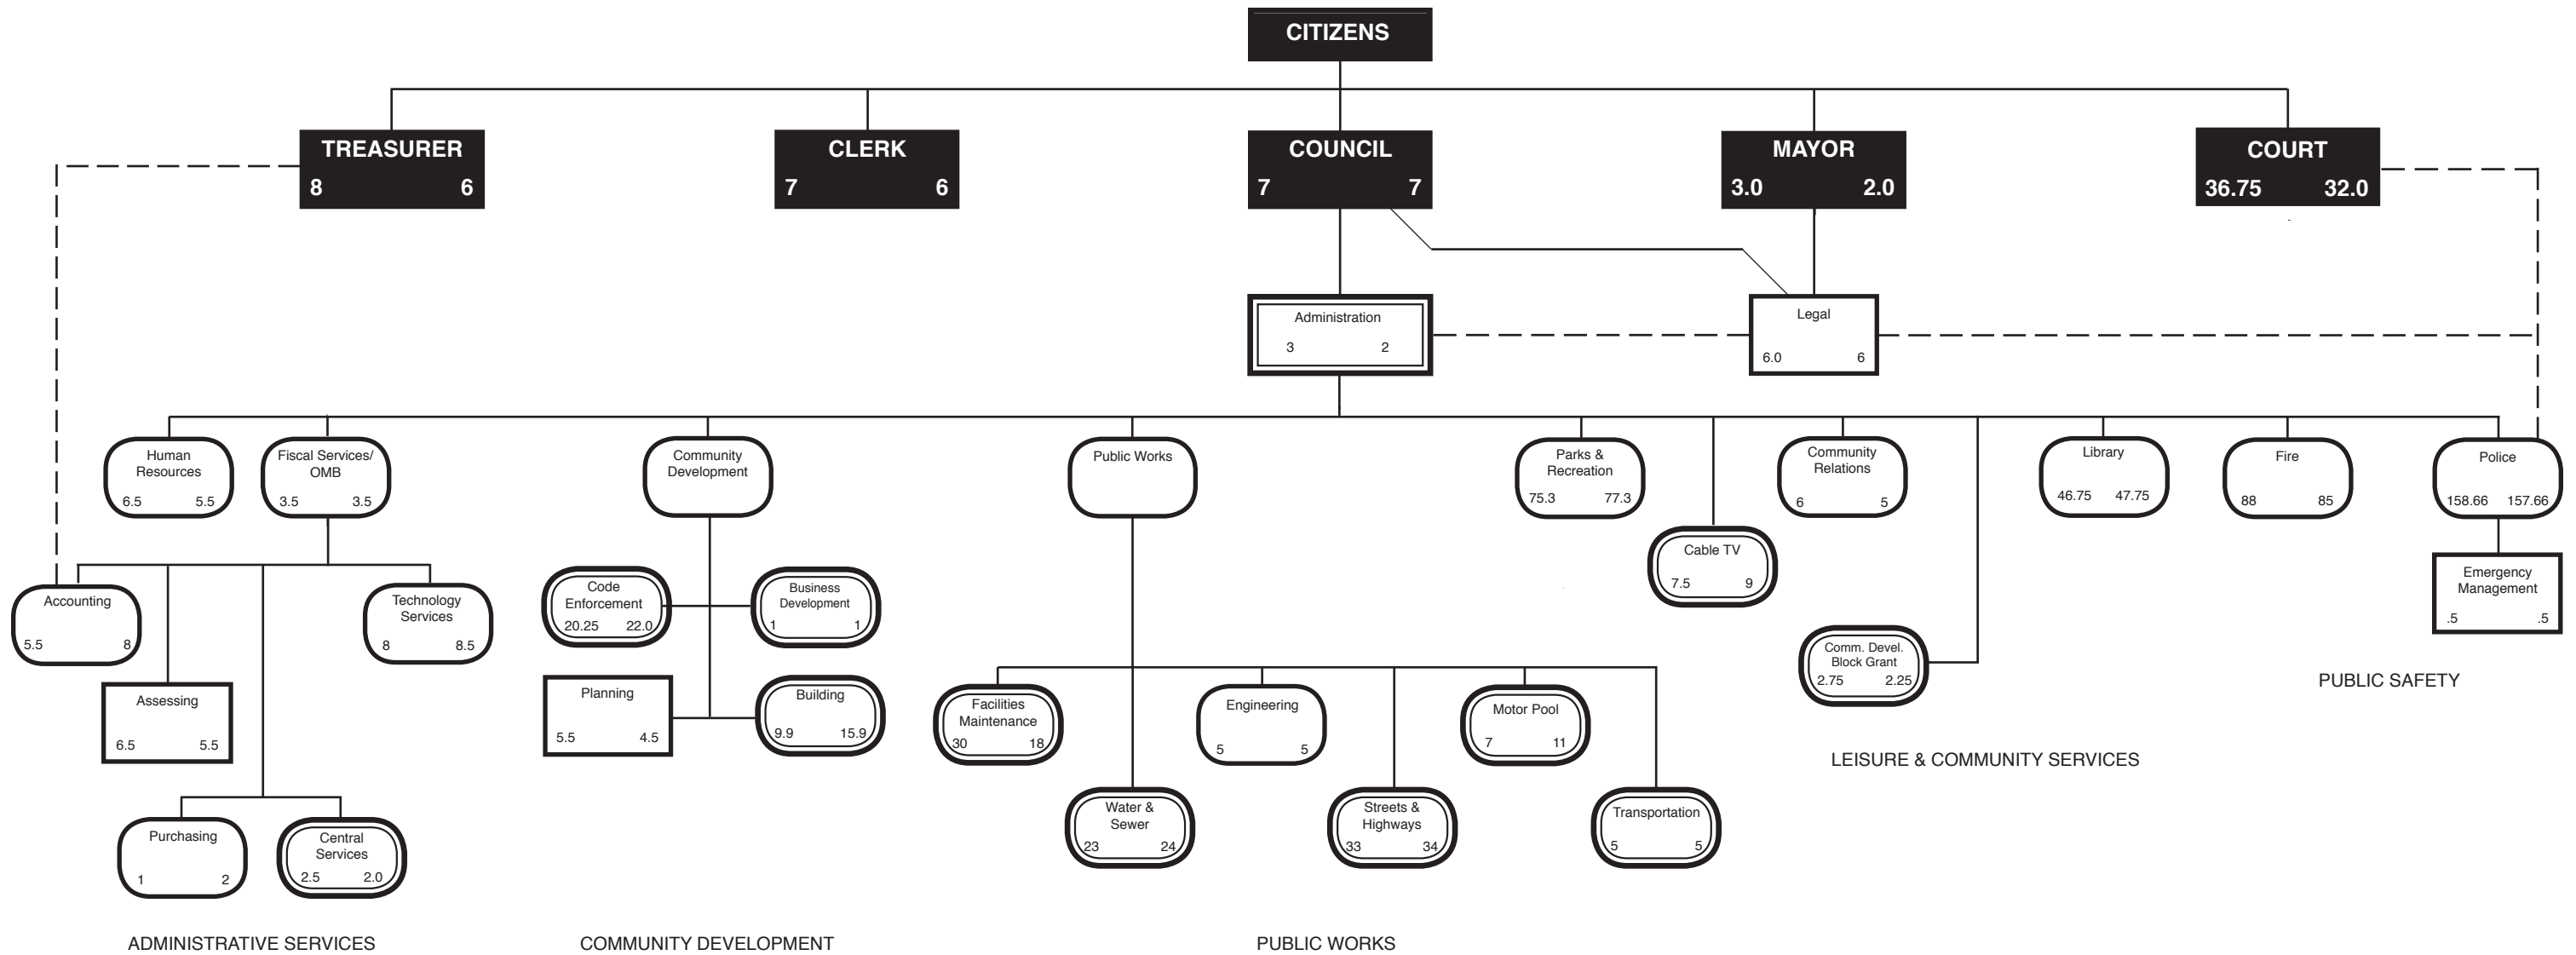 CITIZENS
TREASURER
8 6
CLERK
7 6
COUNCIL
7 7
MAYOR
3.0 2.0
COURT
36.75 32.0
Administration
3 2
Legal
6.0 6
Human
Resources
6.5 5.5
Fiscal Services/
OMB
3.5 3.5
Community
Development
Public Works
Parks &
Recreation
75.3 77.3
Community
Relations
6 5
Library
46.75 47.75
Fire
88 85
Police
158.66 157.66
Cable TV
7.5 9
Emergency
Management
.5 .5
Accounting
5.5 8
Technology
Services
8 8.5
Code
Enforcement
20.25 22.0
Business
Development
1 1
Comm. Devel.
Block Grant
2.75 2.25
PUBLIC SAFETY
Assessing
6.5 5.5
Planning
5.5 4.5
Building
9.9 15.9
Facilities
Maintenance
30 18
Engineering
5 5
Motor Pool
7 11
LEISURE & COMMUNITY SERVICES
Purchasing
1 2
Central
Services
2.5 2.0
Water &
Sewer
23 24
Streets &
Highways
33 34
Transportation
5 5
ADMINISTRATIVE SERVICES
COMMUNITY DEVELOPMENT
PUBLIC WORKS